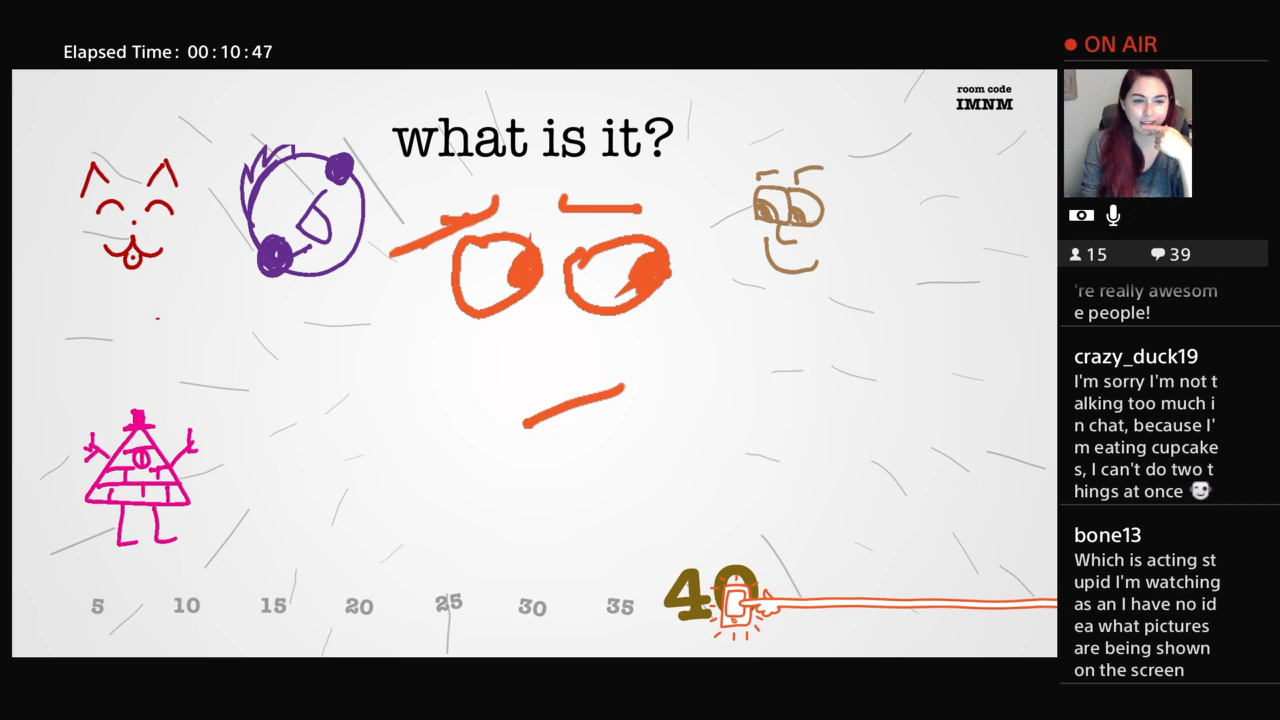 Elapsed Time: 00:10:47
ON AIR
room code
IMNM
what is it?
15 39
're really awesom
e people!
crazy_duck19
I'm sorry I'm not t
alking too much i
n chat, because I'
m eating cupcake
s, I can't do two t
hings at once
bone13
Which is acting st
upid I'm watching
as an I have no id
ea what pictures
are being shown
on the screen
5 10 15 20 25 30 35 40